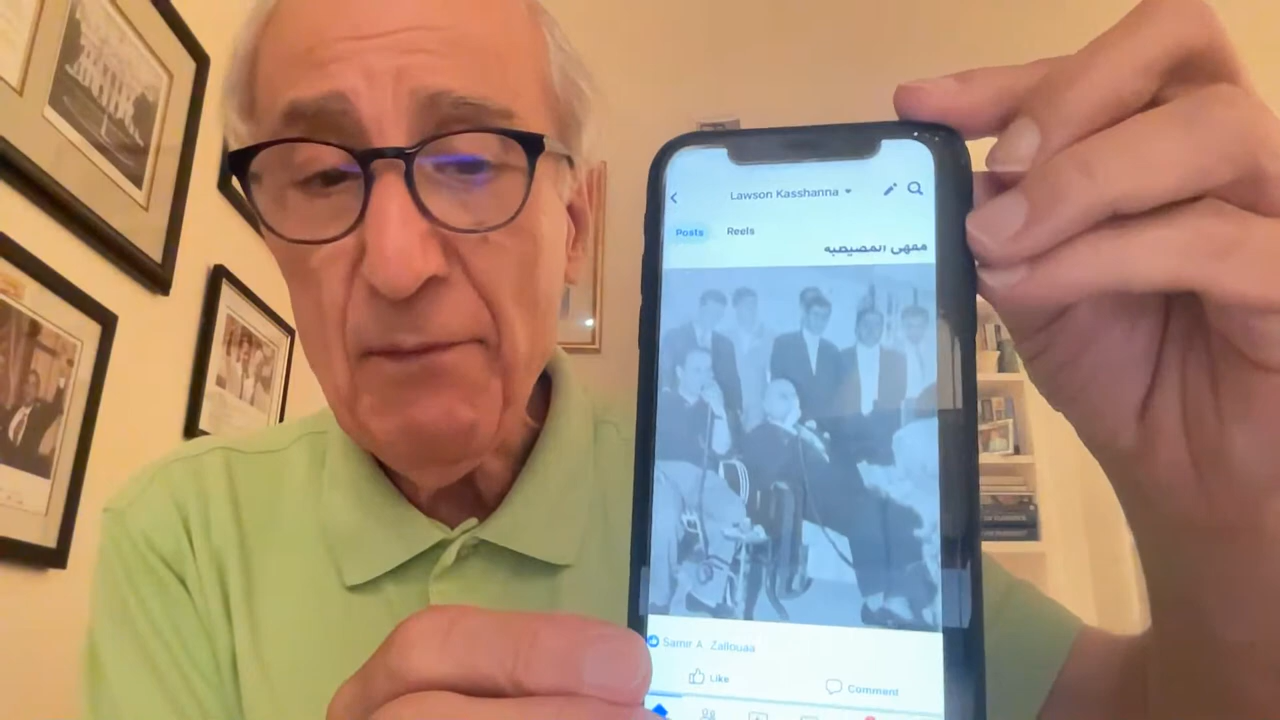 Lawson Kasshanna
Posts Reels
مقهى المصيطبه
Samir A. Zallouaa
Like Comment